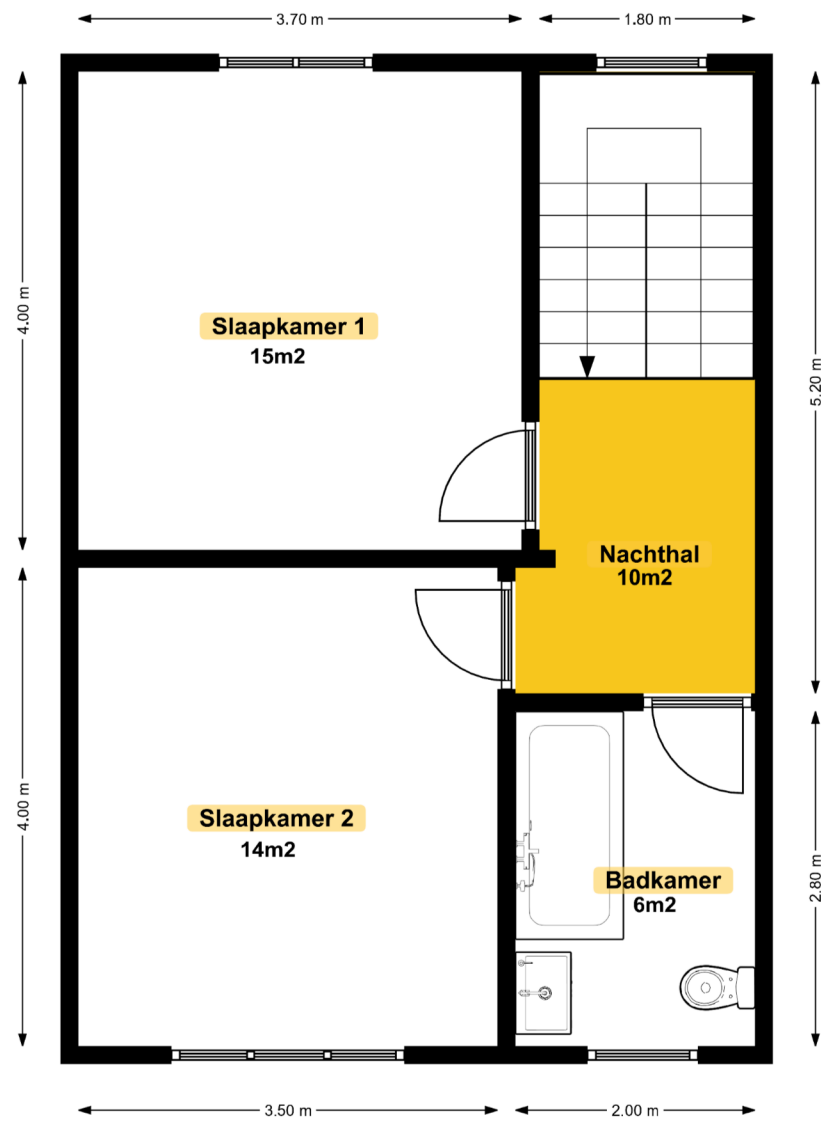 3.70 m
1.80 m
4.00 m
5.20 m
Slaapkamer 1
15m2
Nachthal
10m2
4.00 m
Slaapkamer 2
14m2
Badkamer
6m2
2.80 m
3.50 m
2.00 m